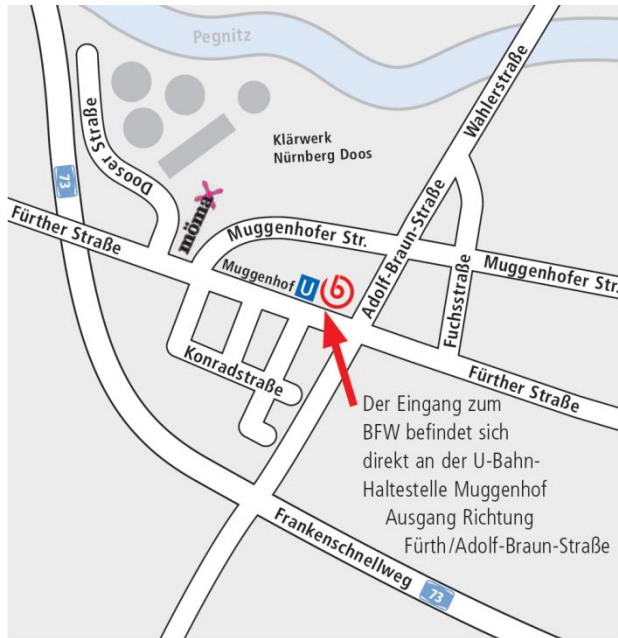 Pegnitz
Wahlerstraße
Dooser Straße
Klärwerk
Nürnberg Doos
73
mömax
Fürther Straße
Muggenhofer Str.
Adolf-Braun-Straße
Muggenhofer Str.
Muggenhof U
Fuchsstraße
Konradstraße
Fürther Straße
Der Eingang zum
BFW befindet sich
direkt an der U-Bahn-
Haltestelle Muggenhof
Ausgang Richtung
Fürth/Adolf-Braun-Straße
Frankenschnellweg
73